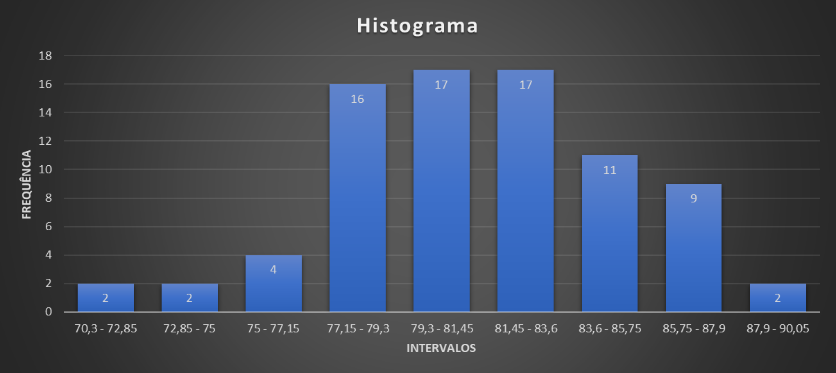 Histograma
FREQUÊNCIA
18
16
14
12
10
8
6
4
2
0
2
2
4
16
17
17
11
9
2
70,3 - 72,85
72,85 - 75
75 - 77,15
77,15 - 79,3
79,3 - 81,45
81,45 - 83,6
83,6 - 85,75
85,75 - 87,9
87,9 - 90,05
INTERVALOS